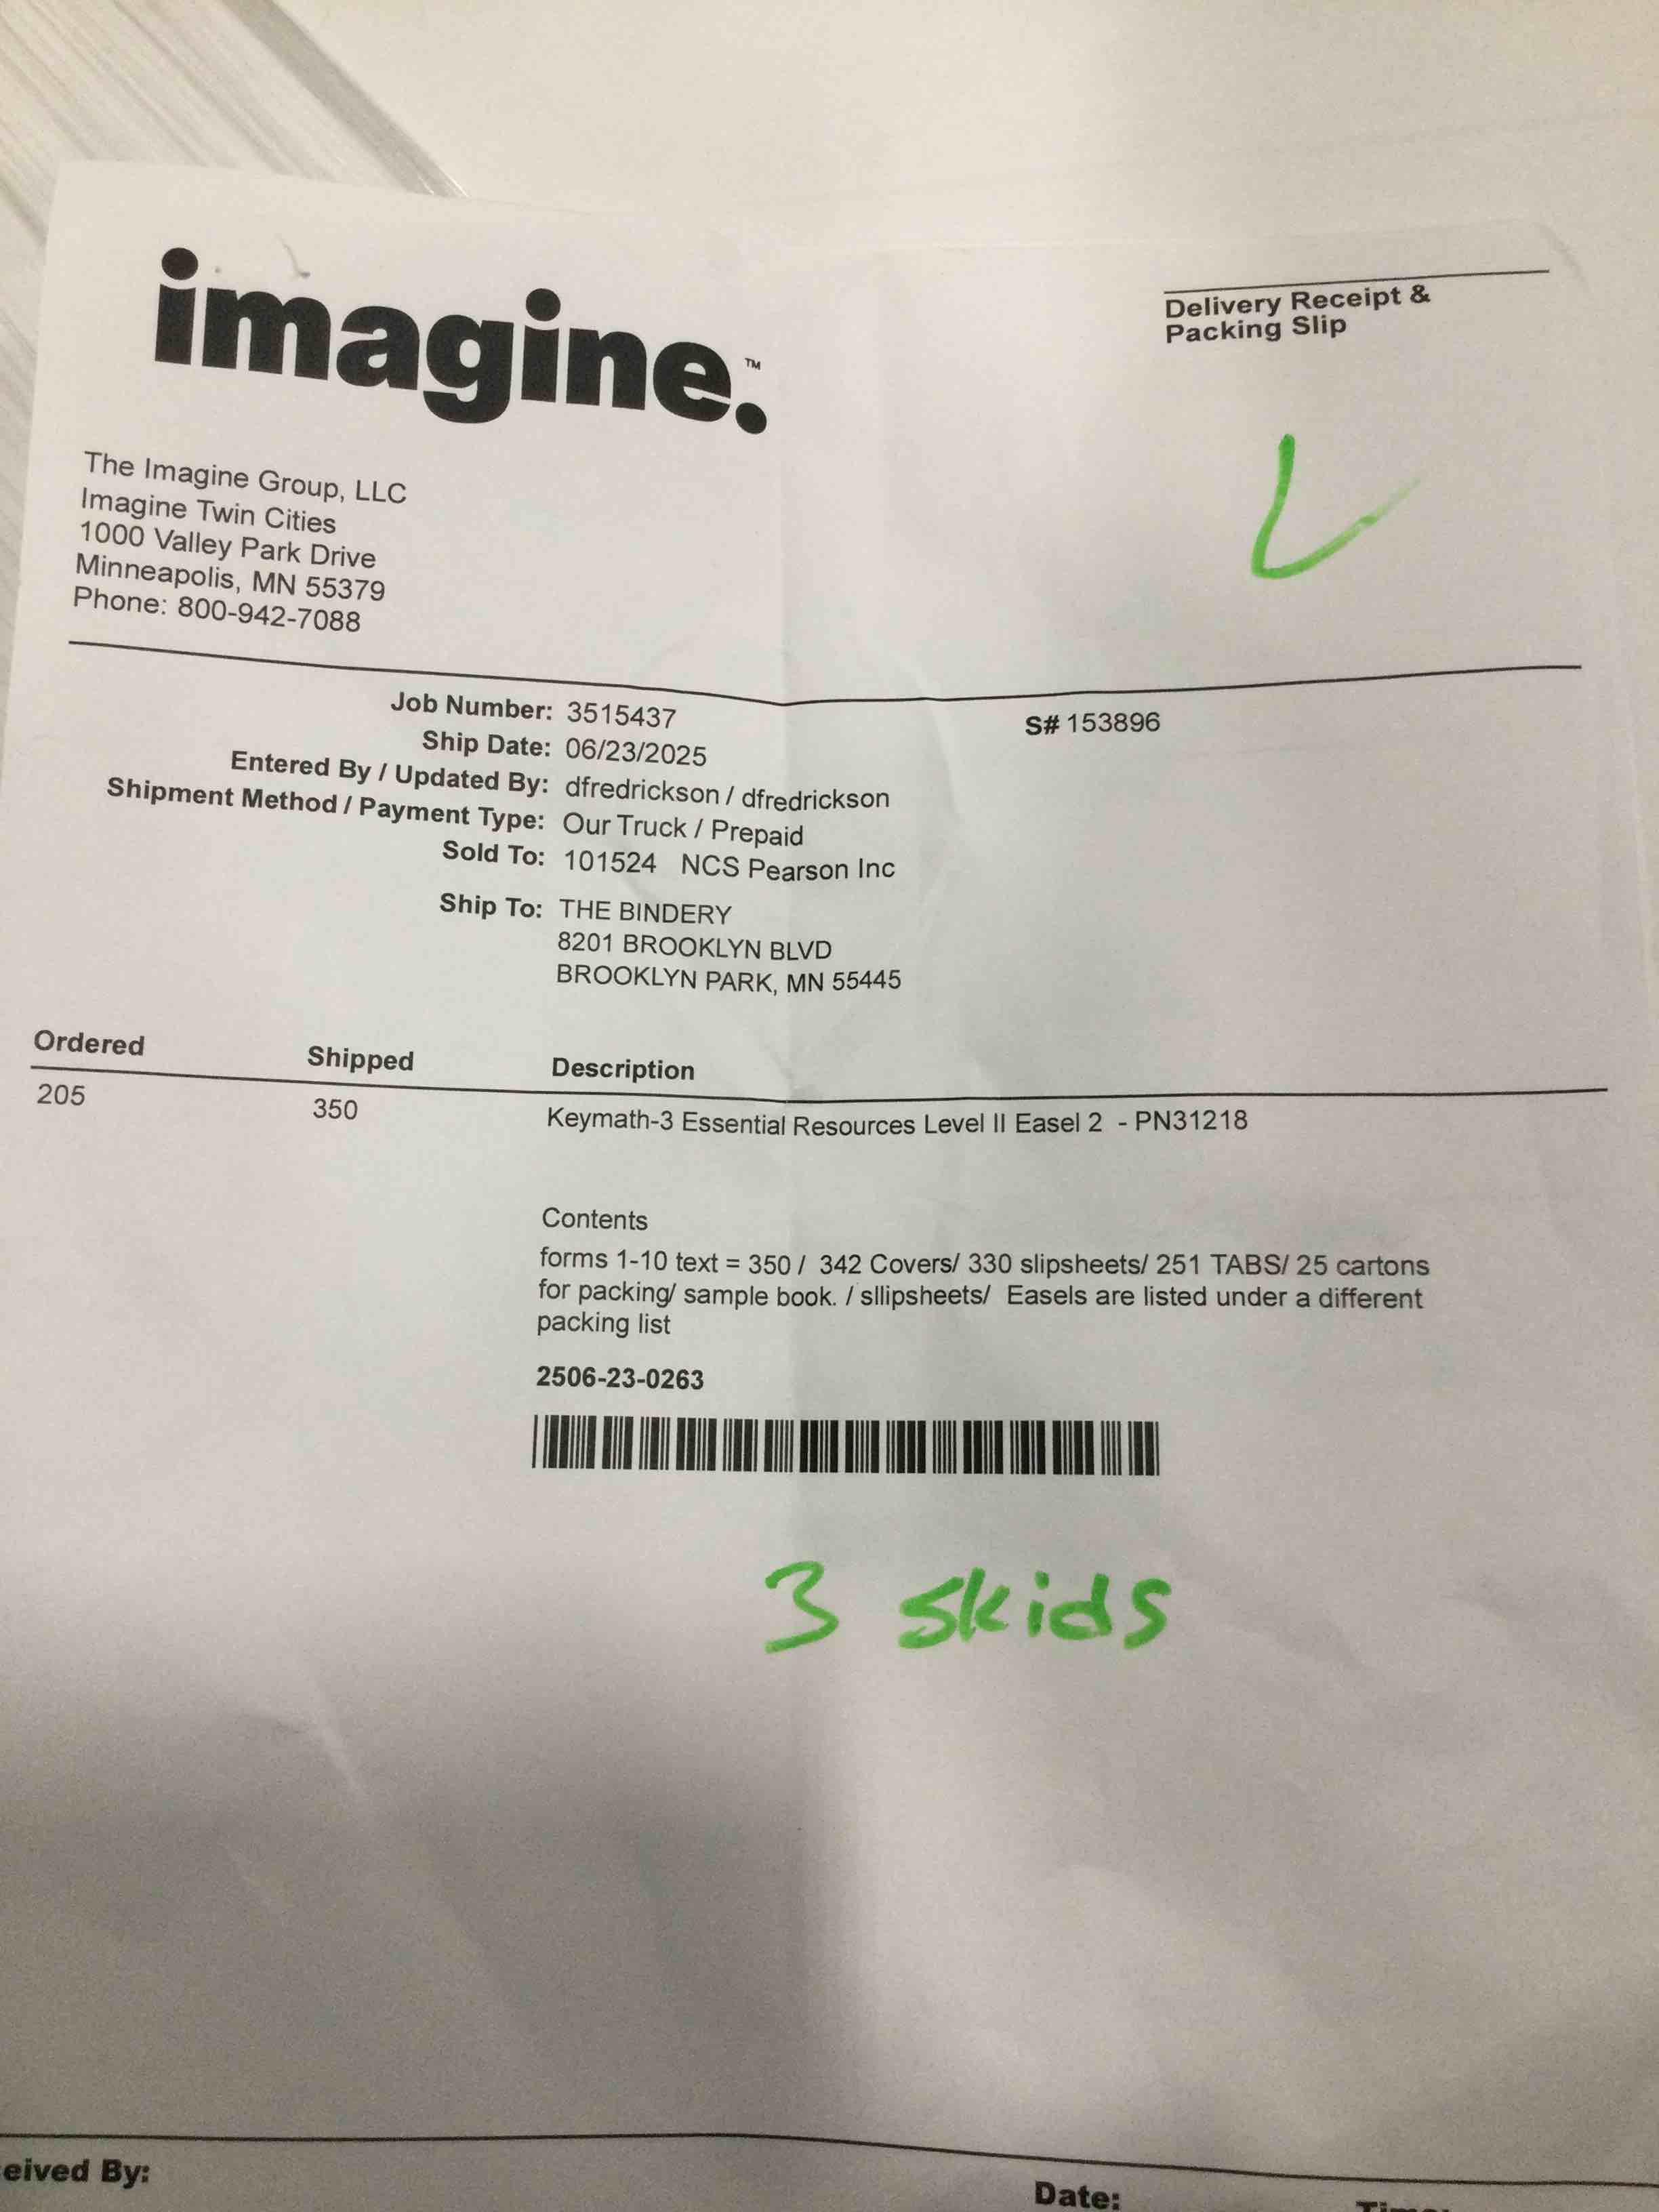 imagine.™
Delivery Receipt &
Packing Slip
The Imagine Group, LLC
Imagine Twin Cities
1000 Valley Park Drive
Minneapolis, MN 55379
Phone: 800-942-7088
Job Number: 3515437
S# 153896
Ship Date: 06/23/2025
Entered By / Updated By: dfredrickson / dfredrickson
Shipment Method / Payment Type: Our Truck / Prepaid
Sold To: 101524 NCS Pearson Inc
Ship To: THE BINDERY
8201 BROOKLYN BLVD
BROOKLYN PARK, MN 55445
Ordered Shipped Description
205 350 Keymath-3 Essential Resources Level II Easel 2 - PN31218
Contents
forms 1-10 text = 350 / 342 Covers/ 330 slipsheets/ 251 TABS/ 25 cartons
for packing/ sample book. / sllipsheets/ Easels are listed under a different
packing list
2506-23-0263
3 skids
eived By:
Date: